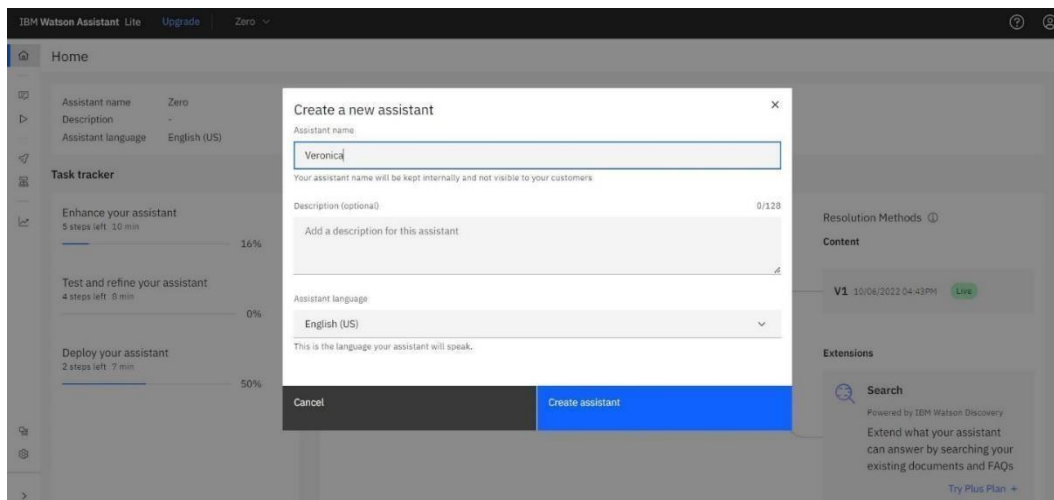 IBM Watson Assistant Lite Upgrade Zero
Home
Assistant name Zero
Description -
Assistant language English (US)
Task tracker
Enhance your assistant
5 steps left 10 min
16%
Test and refine your assistant
4 steps left 8 min
0%
Deploy your assistant
2 steps left 7 min
50%
Create a new assistant
Assistant name
Veronica
Your assistant name will be kept internally and not visible to your customers
Description (optional) 0/128
Add a description for this assistant
Assistant language
English (US)
This is the language your assistant will speak.
Cancel
Create assistant
Resolution Methods
Content
V1 10/06/2022 04:43PM Live
Extensions
Search
Powered by IBM Watson Discovery
Extend what your assistant
can answer by searching your
existing documents and FAQs
Try Plus Plan +